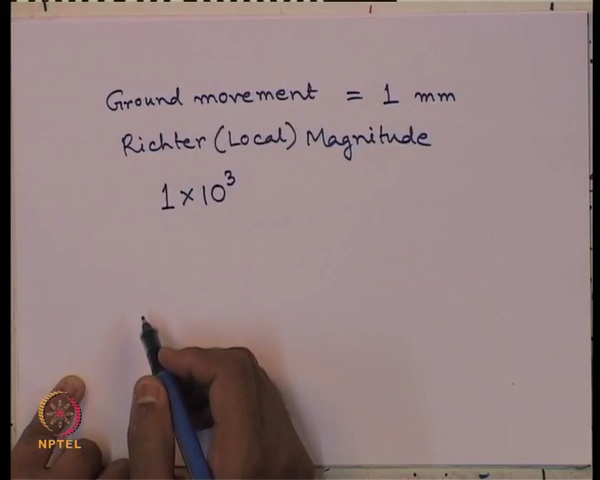 Ground movement = 1 mm
Richter (Local) Magnitude
1×10³
NPTEL